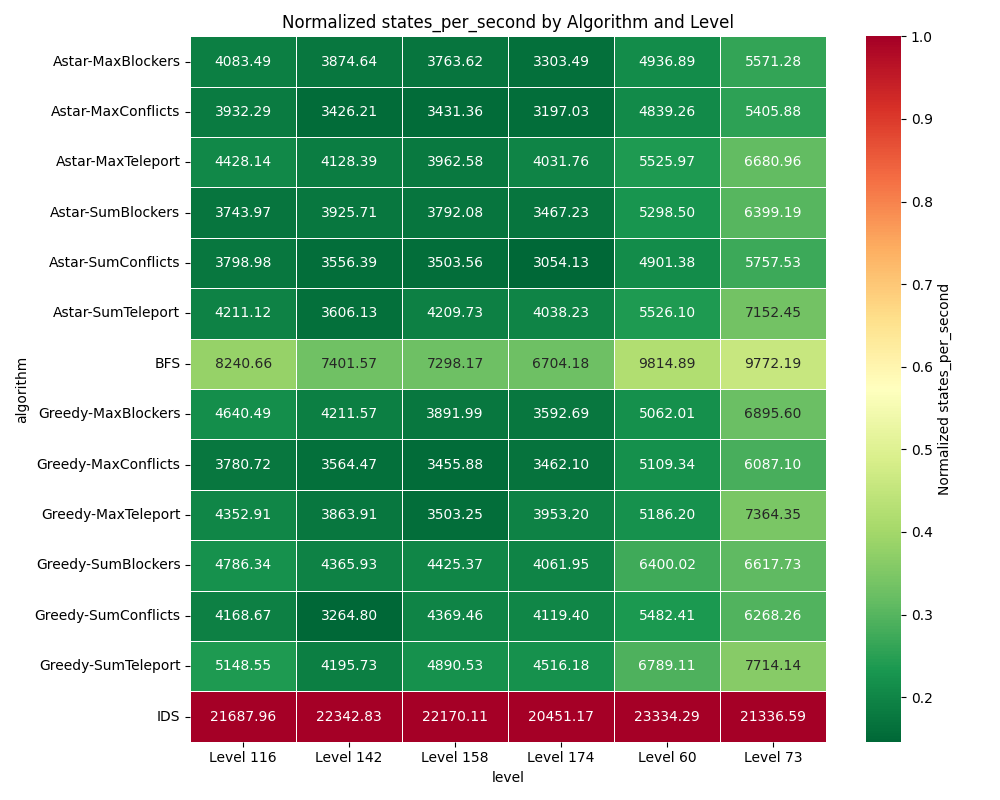 Normalized states_per_second by Algorithm and Level
Astar-MaxBlockers 4083.49 3874.64 3763.62 3303.49 4936.89 5571.28
Astar-MaxConflicts 3932.29 3426.21 3431.36 3197.03 4839.26 5405.88
Astar-MaxTeleport 4428.14 4128.39 3962.58 4031.76 5525.97 6680.96
Astar-SumBlockers 3743.97 3925.71 3792.08 3467.23 5298.50 6399.19
Astar-SumConflicts 3798.98 3556.39 3503.56 3054.13 4901.38 5757.53
Astar-SumTeleport 4211.12 3606.13 4209.73 4038.23 5526.10 7152.45
BFS 8240.66 7401.57 7298.17 6704.18 9814.89 9772.19
Greedy-MaxBlockers 4640.49 4211.57 3891.99 3592.69 5062.01 6895.60
Greedy-MaxConflicts 3780.72 3564.47 3455.88 3462.10 5109.34 6087.10
Greedy-MaxTeleport 4352.91 3863.91 3503.25 3953.20 5186.20 7364.35
Greedy-SumBlockers 4786.34 4365.93 4425.37 4061.95 6400.02 6617.73
Greedy-SumConflicts 4168.67 3264.80 4369.46 4119.40 5482.41 6268.26
Greedy-SumTeleport 5148.55 4195.73 4890.53 4516.18 6789.11 7714.14
IDS 21687.96 22342.83 22170.11 20451.17 23334.29 21336.59
Level 116 Level 142 Level 158 Level 174 Level 60 Level 73
level
algorithm
1.0
0.9
0.8
0.7
0.6
0.5
0.4
0.3
0.2
Normalized states_per_second